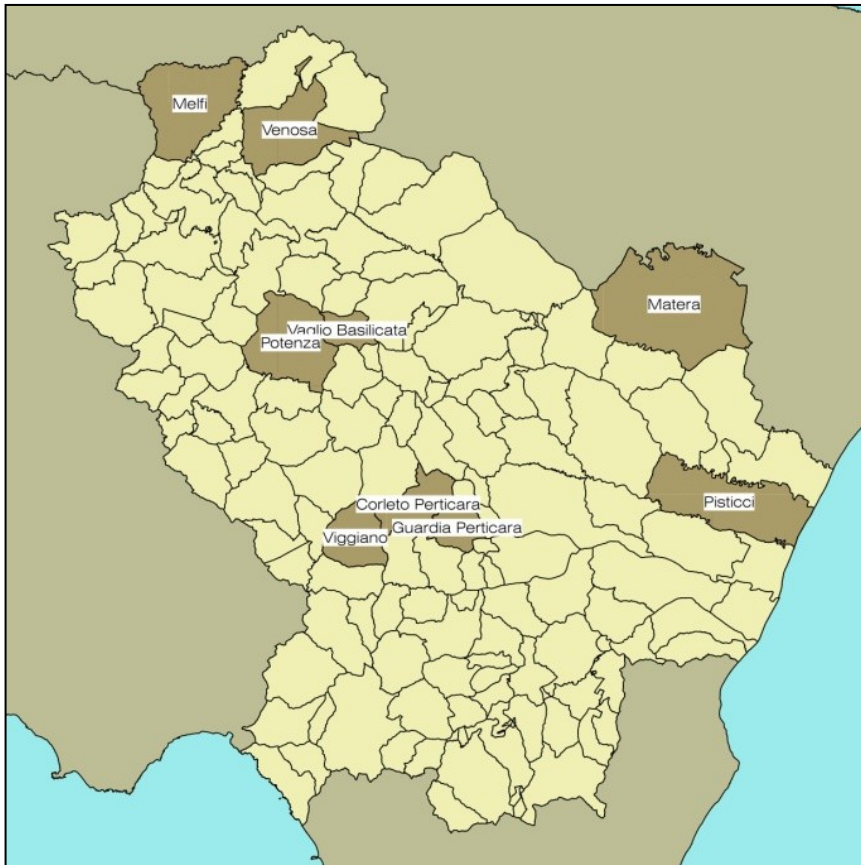 Melfi
Venosa
Matera
Vaglio Basilicata
Potenza
Pisticci
Corleto Perticara
Guardia Perticara
Viggiano